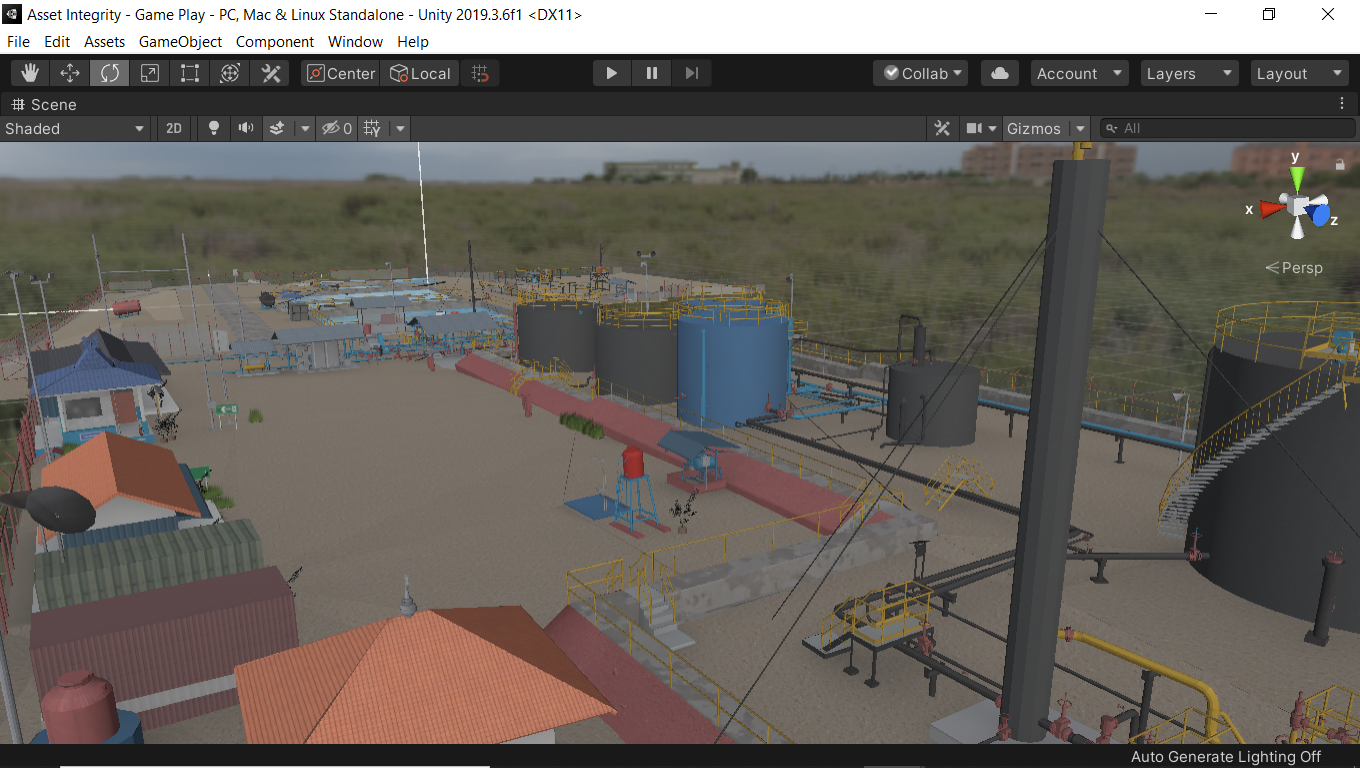 Asset Integrity - Game Play - PC, Mac & Linux Standalone - Unity 2019.3.6f1 <DX11>
File Edit Assets GameObject Component Window Help
Center Local Collab Account Layers Layout
Scene
Shaded 2D 0 Gizmos All
y
x z
Persp
Auto Generate Lighting Off